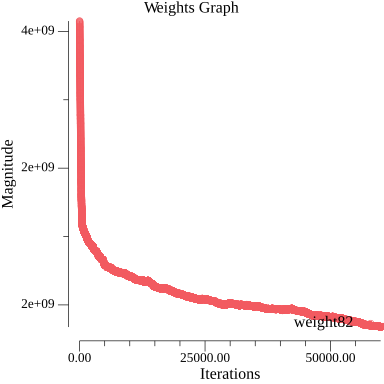 Weights Graph
4e+09
2e+09
2e+09
Magnitude
weight82
0.00
25000.00
50000.00
Iterations